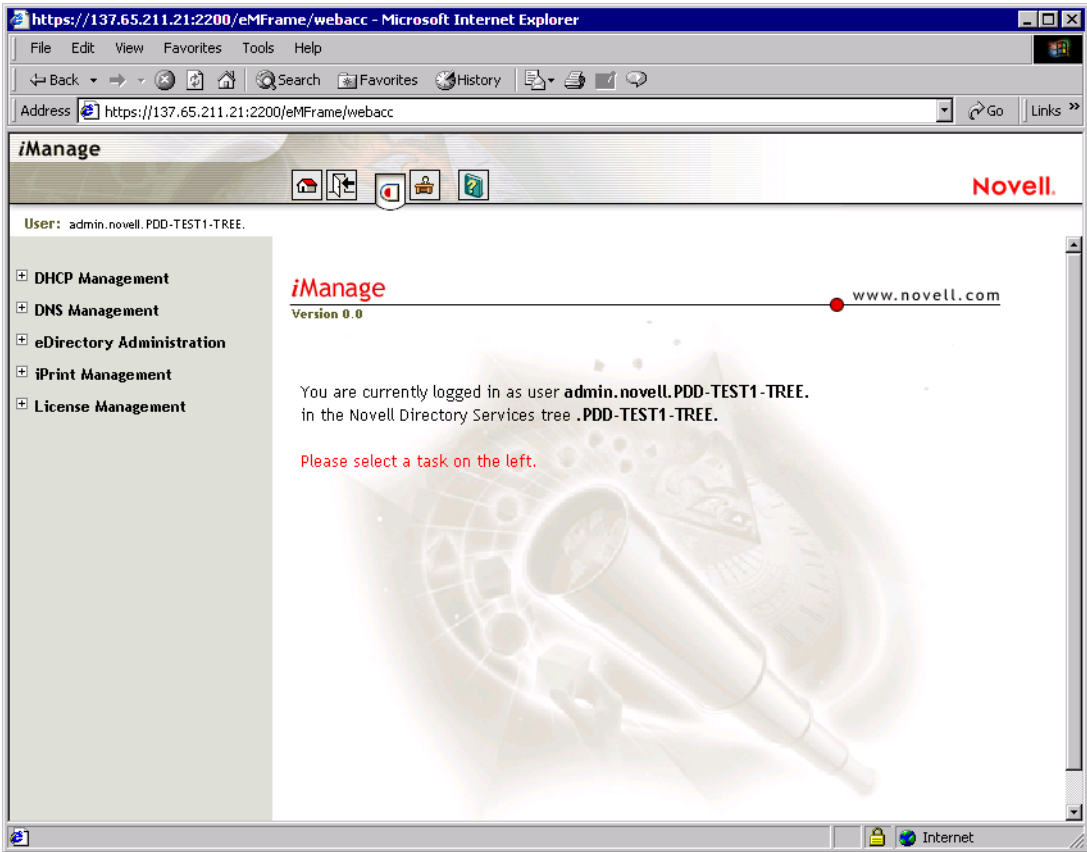 https://137.65.211.21:2200/eMFrame/webacc - Microsoft Internet Explorer
File Edit View Favorites Tools Help
Back Search Favorites History
Address https://137.65.211.21:2200/eMFrame/webacc Go Links »
iManage
Novell.
User: admin.novell.PDD-TEST1-TREE.
DHCP Management
DNS Management
eDirectory Administration
iPrint Management
License Management
iManage
www.novell.com
Version 0.0
You are currently logged in as user admin.novell.PDD-TEST1-TREE.
in the Novell Directory Services tree .PDD-TEST1-TREE.
Please select a task on the left.
Internet